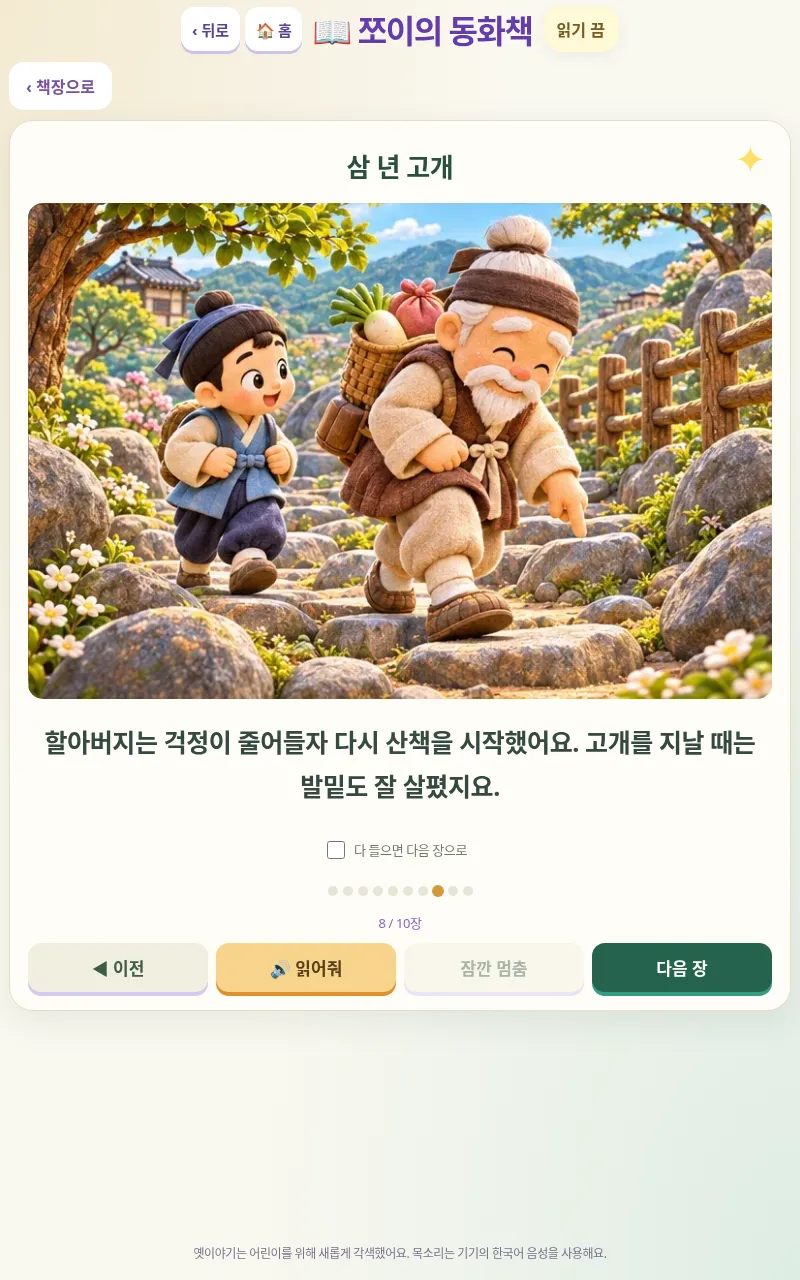 ‹ 뒤로
🏠 홈
📖 쪼이의 동화책
읽기 끝
‹ 책장으로
삼 년 고개
할아버지는 걱정이 줄어들자 다시 산책을 시작했어요. 고개를 지날 때는
발밑도 잘 살폈지요.
다 들으면 다음 장으로
8 / 10장
◀ 이전
🔊 읽어줘
잠깐 멈춤
다음 장
옛이야기는 어린이를 위해 새롭게 각색했어요. 목소리는 기기의 한국어 음성을 사용해요.